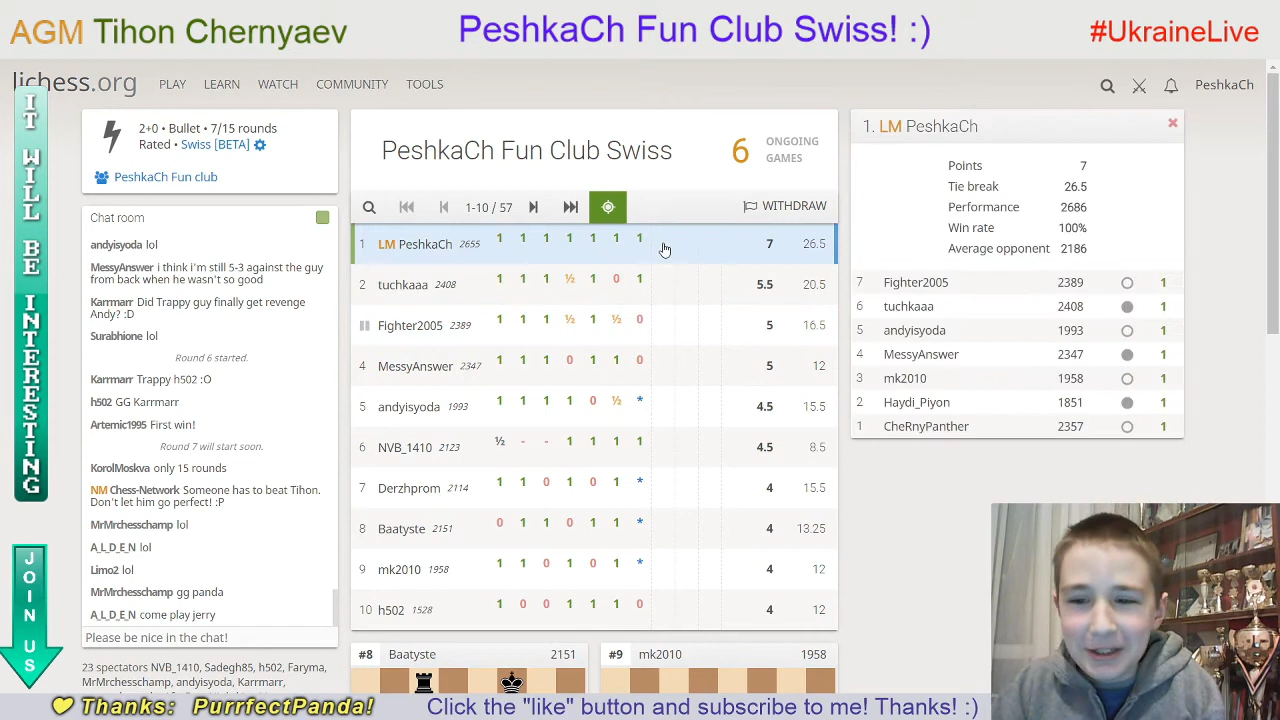 AGM Tihon Chernyaev
PeshkaCh Fun Club Swiss! :)
#UkraineLive
lichess.org PLAY LEARN WATCH COMMUNITY TOOLS PeshkaCh
IT WILL BE INTERESTING
JOIN US
2+0 • Bullet • 7/15 rounds
Rated • Swiss [BETA]
PeshkaCh Fun club
Chat room
andyisyoda lol
MessyAnswer i think i'm still 5-3 against the
guy from back when he wasn't so good
Karrmarr Did Trappy guy finally get revenge
Andy? :D
Surabhione lol
Round 6 started.
Karrmarr Trappy h502 :O
h502 GG Karrmarr
Artemic1995 First win!
Round 7 will start soon.
KorolMoskva only 15 rounds
NM Chess-Network Someone has to beat Tihon.
Don't let him go perfect! :P
MrMrchesschamp lol
A_L_D_E_N lol
Limo2 lol
MrMrchesschamp gg panda
A_L_D_E_N come play jerry
Please be nice in the chat!
23 spectators NVB_1410, Sadegh85, h502, Faryma,
MrMrchesschamp, andyisyoda, Karrmarr,
PeshkaCh Fun Club Swiss 6 ONGOING
GAMES
1-10 / 57 WITHDRAW
1 LM PeshkaCh 2655 1 1 1 1 1 1 1 7 26.5
2 tuchkaaa 2408 1 1 1 ½ 1 0 1 5.5 20.5
Fighter2005 2389 1 1 1 ½ 1 ½ 0 5 16.5
4 MessyAnswer 2347 1 1 1 0 1 1 0 5 12
5 andyisyoda 1993 1 1 1 1 0 ½ * 4.5 15.5
6 NVB_1410 2123 ½ - - 1 1 1 1 4.5 8.5
7 Derzhprom 2114 1 1 0 1 0 1 * 4 15.5
8 Baatyste 2151 0 1 1 0 1 1 * 4 13.25
9 mk2010 1958 1 1 0 1 0 1 * 4 12
10 h502 1528 1 0 0 1 1 1 0 4 12
#8 Baatyste 2151
#9 mk2010 1958
1. LM PeshkaCh
Points 7
Tie break 26.5
Performance 2686
Win rate 100%
Average opponent 2186
7 Fighter2005 2389 1
6 tuchkaaa 2408 1
5 andyisyoda 1993 1
4 MessyAnswer 2347 1
3 mk2010 1958 1
2 Haydi_Piyon 1851 1
1 CheRnyPanther 2357 1
Thanks: PurrfectPanda!
Click the "like" button and subscribe to me! Thanks! :)